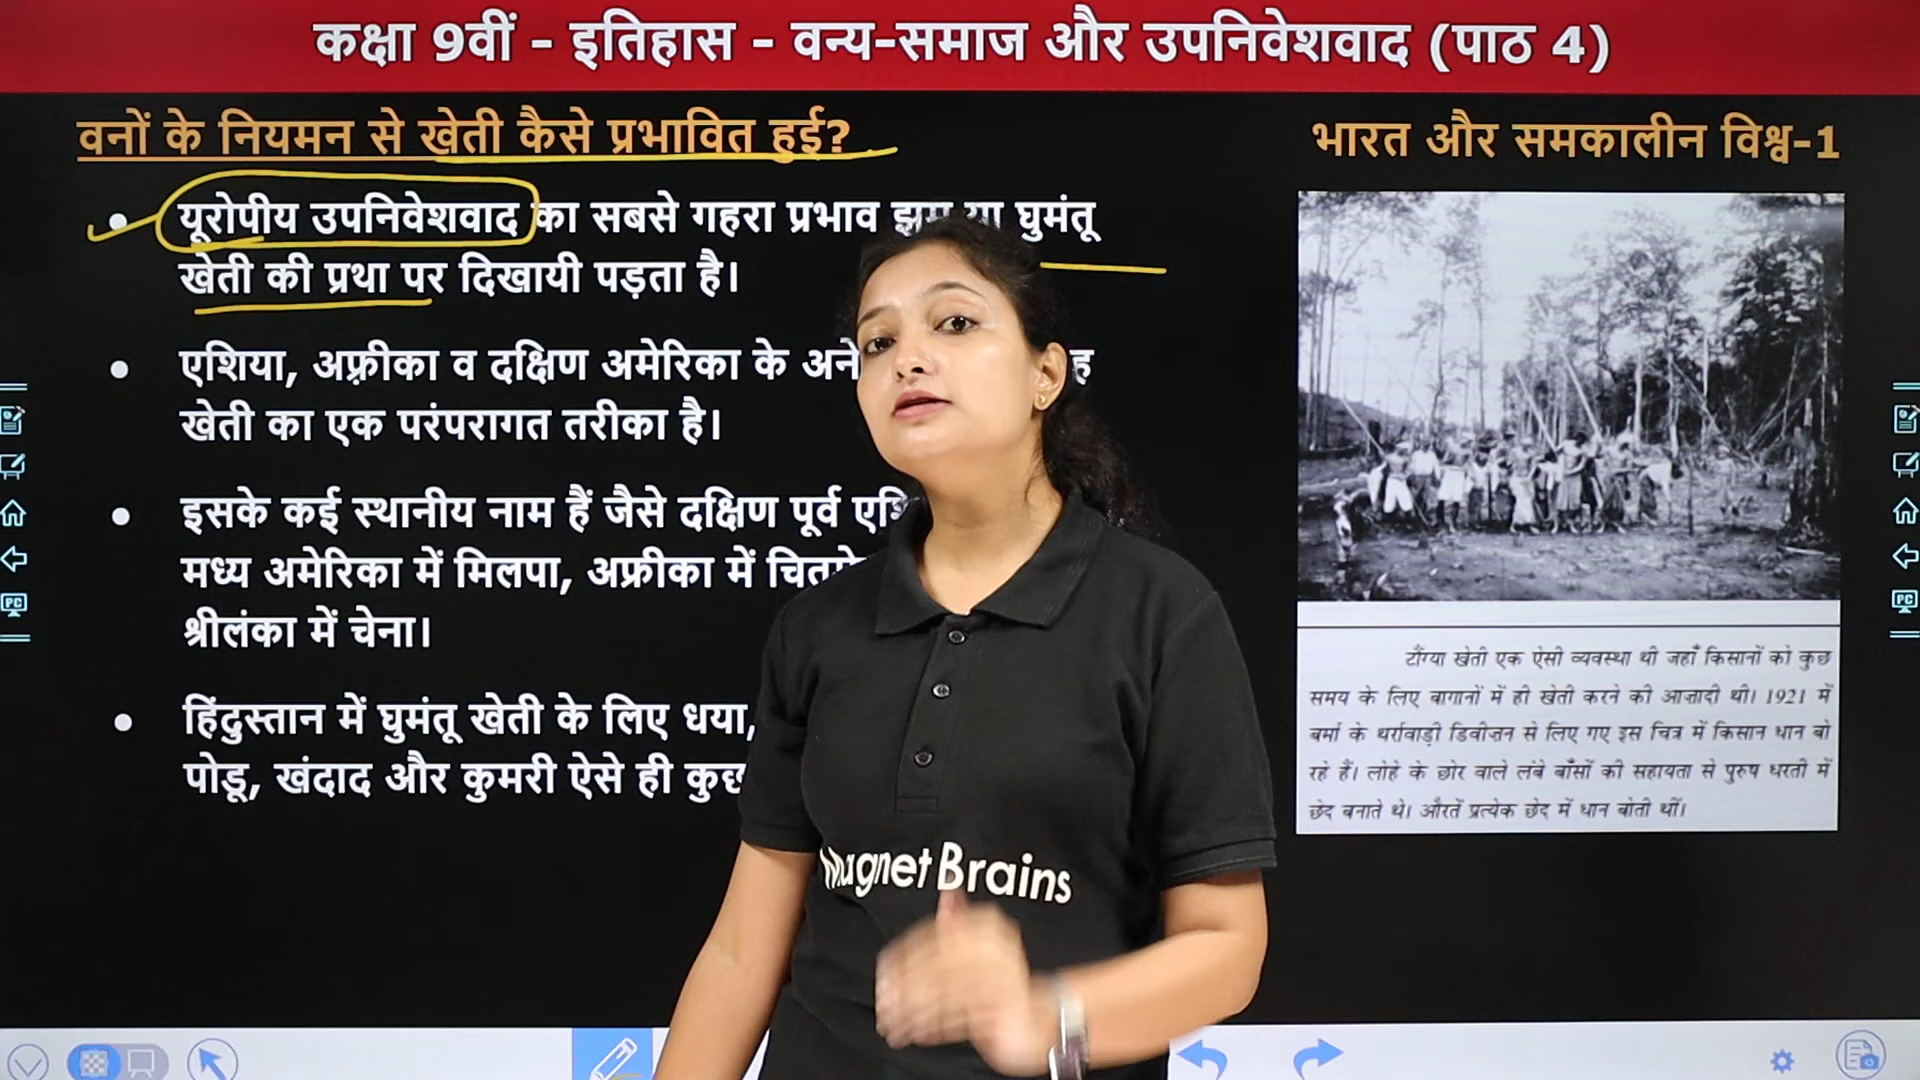 कक्षा 9वीं - इतिहास - वन्य-समाज और उपनिवेशवाद (पाठ 4)
वनों के नियमन से खेती कैसे प्रभावित हुई?
भारत और समकालीन विश्व-1
• यूरोपीय उपनिवेशवाद का सबसे गहरा प्रभाव झूम या घुमंतू
खेती की प्रथा पर दिखायी पड़ता है।
• एशिया, अफ़्रीका व दक्षिण अमेरिका के
खेती का एक परंपरागत तरीका है।
• इसके कई स्थानीय नाम हैं जैसे दक्षिण पूर्व
मध्य अमेरिका में मिलपा, अफ्रीका में
श्रीलंका में चेना।
• हिंदुस्तान में घुमंतू खेती के लिए धया,
पोडू, खंदाद और कुमरी ऐसे ही कुछ
टौंग्या खेती एक ऐसी व्यवस्था थी जहाँ किसानों को कुछ
समय के लिए बागानों में ही खेती करने की आज़ादी थी। 1921 में
बर्मा के थर्रावाड़ी डिवीज़न से लिए गए इस चित्र में किसान धान बो
रहे हैं। लोहे के छोर वाले लंबे बाँसों की सहायता से पुरुष धरती में
छेद बनाते थे। औरतें प्रत्येक छेद में धान बोती थीं।
Magnet Brains
PC
PC